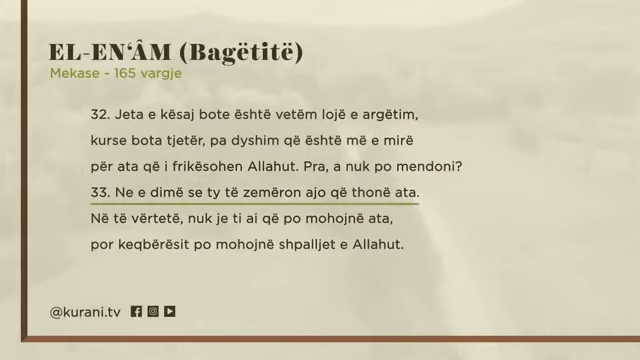 EL-EN‘ÂM (Bagëtitë)
Mekase - 165 vargje
32. Jeta e kësaj bote është vetëm lojë e argëtim,
kurse bota tjetër, pa dyshim që është më e mirë
për ata që i frikësohen Allahut. Pra, a nuk po mendoni?
33. Ne e dimë se ty të zemëron ajo që thonë ata.
Në të vërtetë, nuk je ti ai që po mohojnë ata,
por keqbërësit po mohojnë shpalljet e Allahut.
@kurani.tv